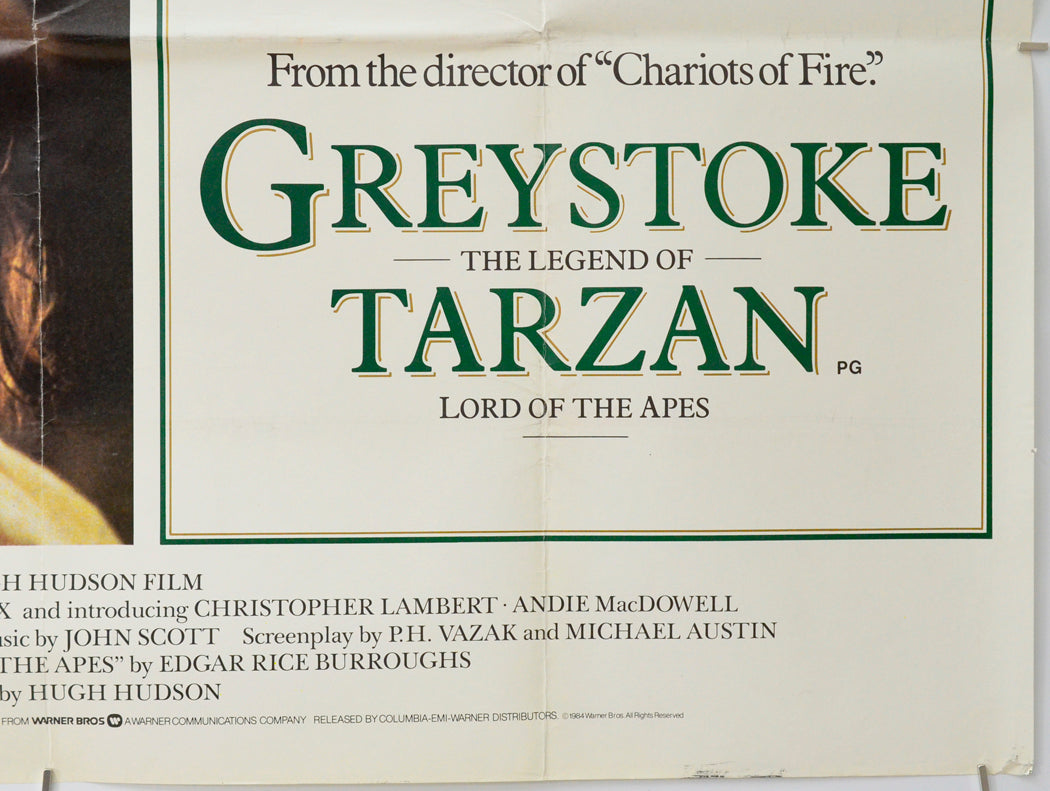 From the director of “Chariots of Fire.”
GREYSTOKE
THE LEGEND OF
TARZAN PG
LORD OF THE APES
H HUDSON FILM
X and introducing CHRISTOPHER LAMBERT · ANDIE MacDOWELL
usic by JOHN SCOTT Screenplay by P.H. VAZAK and MICHAEL AUSTIN
THE APES” by EDGAR RICE BURROUGHS
by HUGH HUDSON
FROM WARNER BROS W A WARNER COMMUNICATIONS COMPANY RELEASED BY COLUMBIA-EMI-WARNER DISTRIBUTORS. ©1984 Warner Bros. All Rights Reserved